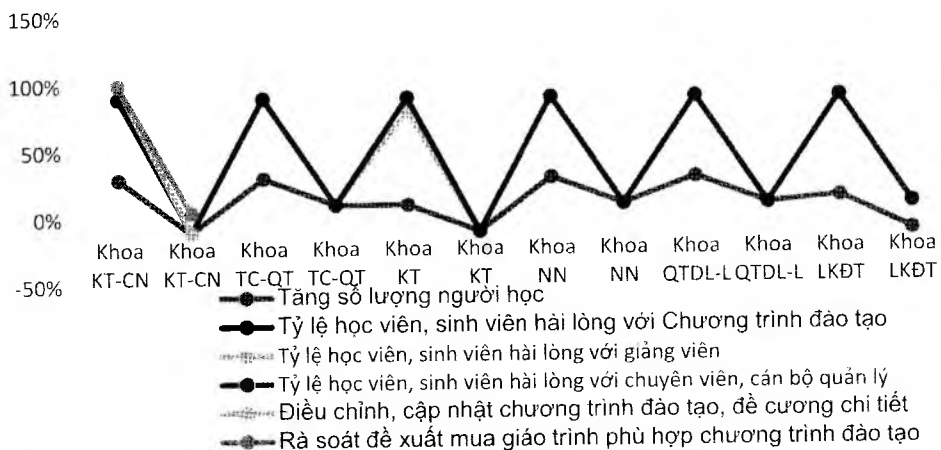 150%
100%
50%
0%
-50%
Khoa Khoa Khoa Khoa Khoa Khoa Khoa Khoa Khoa Khoa Khoa Khoa
KT-CN KT-CN TC-QT TC-QT KT KT NN NN QTDL-L QTDL-L LKĐT LKĐT
Tăng số lượng người học
Tỷ lệ học viên, sinh viên hài lòng với Chương trình đào tạo
Tỷ lệ học viên, sinh viên hài lòng với giảng viên
Tỷ lệ học viên, sinh viên hài lòng với chuyên viên, cán bộ quản lý
Điều chỉnh, cập nhật chương trình đào tạo, đề cương chi tiết
Rà soát đề xuất mua giáo trình phù hợp chương trình đào tạo